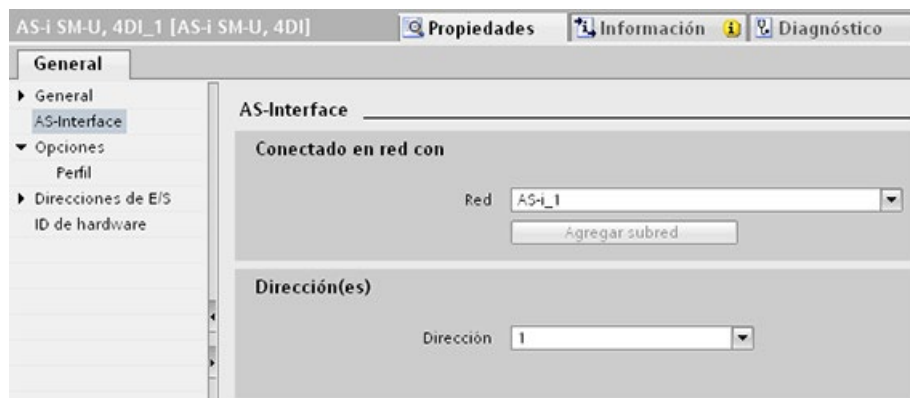 AS-i SM-U, 4DI_1 [AS-i SM-U, 4DI]
Propiedades
Información
Diagnóstico
General
General
AS-Interface
Opciones
Perfil
Direcciones de E/S
ID de hardware
AS-Interface
Conectado en red con
Red AS-i_1
Agregar subred
Dirección(es)
Dirección 1